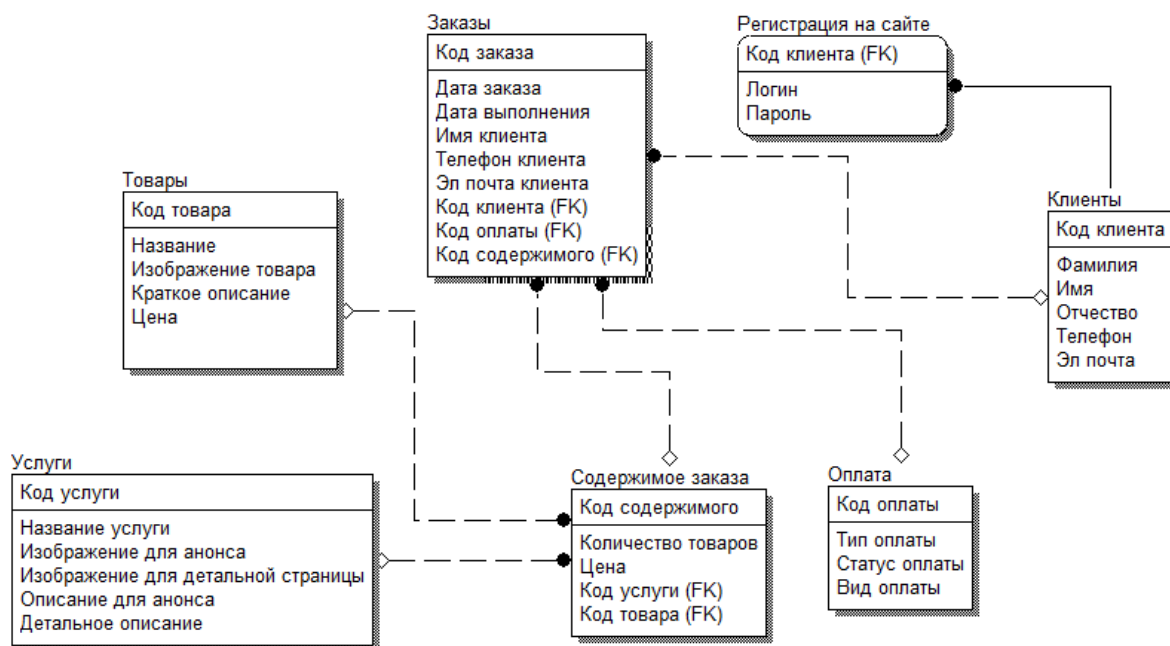 Заказы
Код заказа
Дата заказа
Дата выполнения
Имя клиента
Телефон клиента
Эл почта клиента
Код клиента (FK)
Код оплаты (FK)
Код содержимого (FK)
Регистрация на сайте
Код клиента (FK)
Логин
Пароль
Товары
Код товара
Название
Изображение товара
Краткое описание
Цена
Клиенты
Код клиента
Фамилия
Имя
Отчество
Телефон
Эл почта
Услуги
Код услуги
Название услуги
Изображение для анонса
Изображение для детальной страницы
Описание для анонса
Детальное описание
Содержимое заказа
Код содержимого
Количество товаров
Цена
Код услуги (FK)
Код товара (FK)
Оплата
Код оплаты
Тип оплаты
Статус оплаты
Вид оплаты